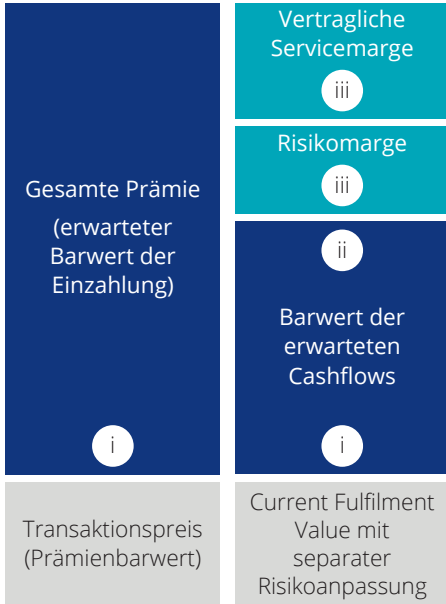 Gesamte Prämie
(erwarteter
Barwert der
Einzahlung)
i
Transaktionspreis
(Prämienbarwert)
Vertragliche
Servicemarge
iii
Risikomarge
iii
ii
Barwert der
erwarteten
Cashflows
i
Current Fulfilment
Value mit
separater
Risikoanpassung